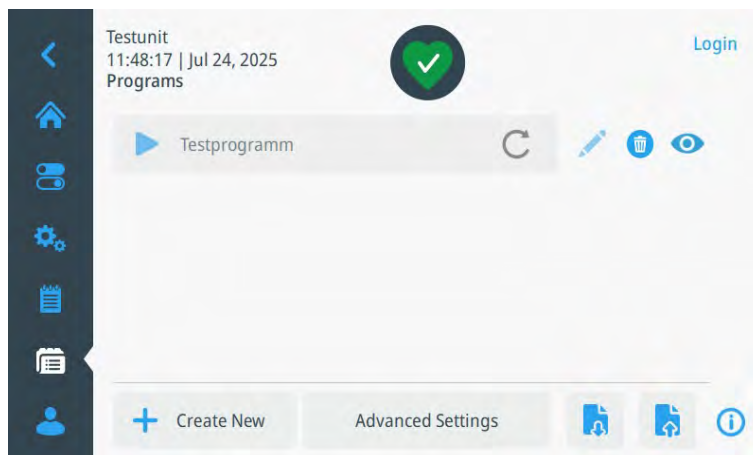 Testunit
11:48:17 | Jul 24, 2025
Programs
Login
Testprogramm
Create New
Advanced Settings